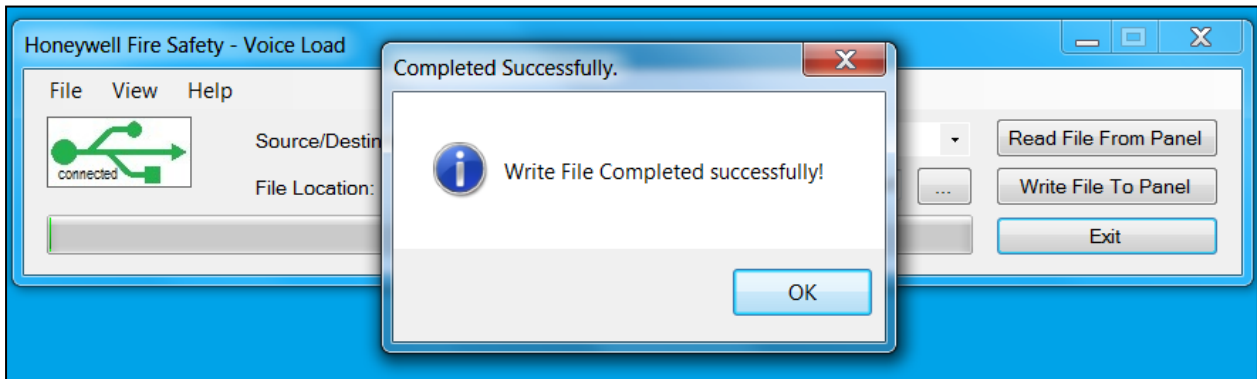 Honeywell Fire Safety - Voice Load
Completed Successfully.
File View Help
connected
Source/Destin
Read File From Panel
Write File Completed successfully!
File Location:
...
Write File To Panel
Exit
OK